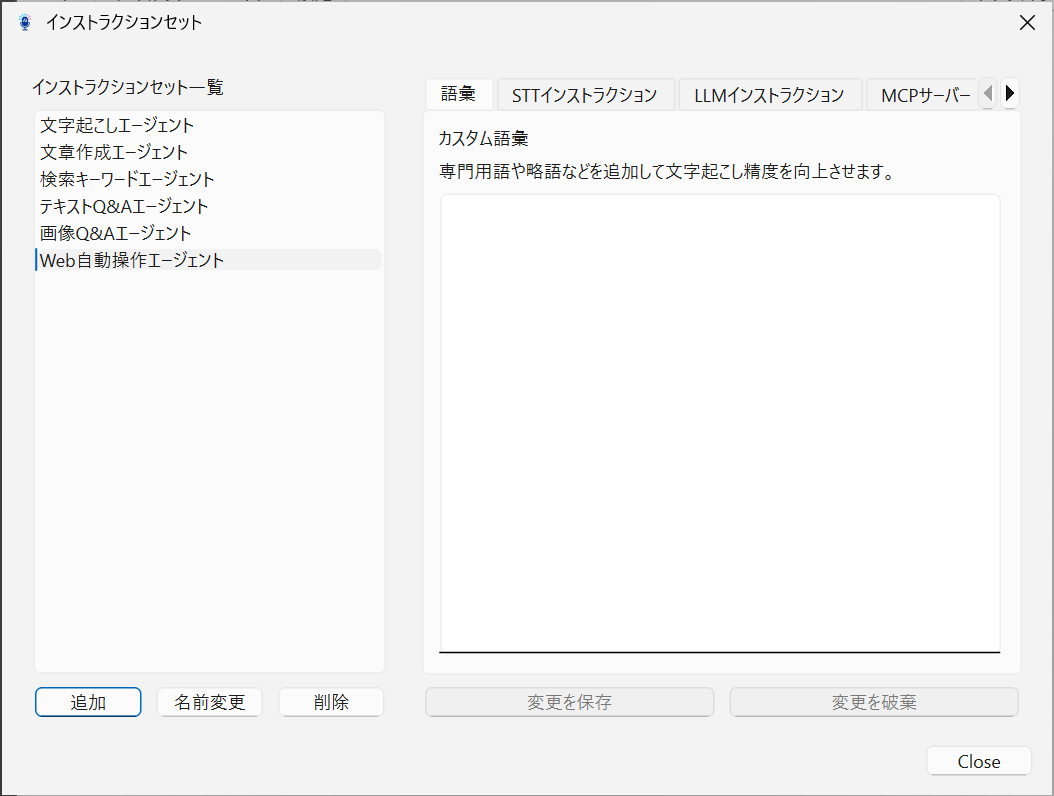 インストラクションセット
インストラクションセット一覧
文字起こしエージェント
文章作成エージェント
検索キーワードエージェント
テキストQ&Aエージェント
画像Q&Aエージェント
Web自動操作エージェント
追加
名前変更
削除
語彙
STTインストラクション
LLMインストラクション
MCPサーバー
カスタム語彙
専門用語や略語などを追加して文字起こし精度を向上させます。
変更を保存
変更を破棄
Close